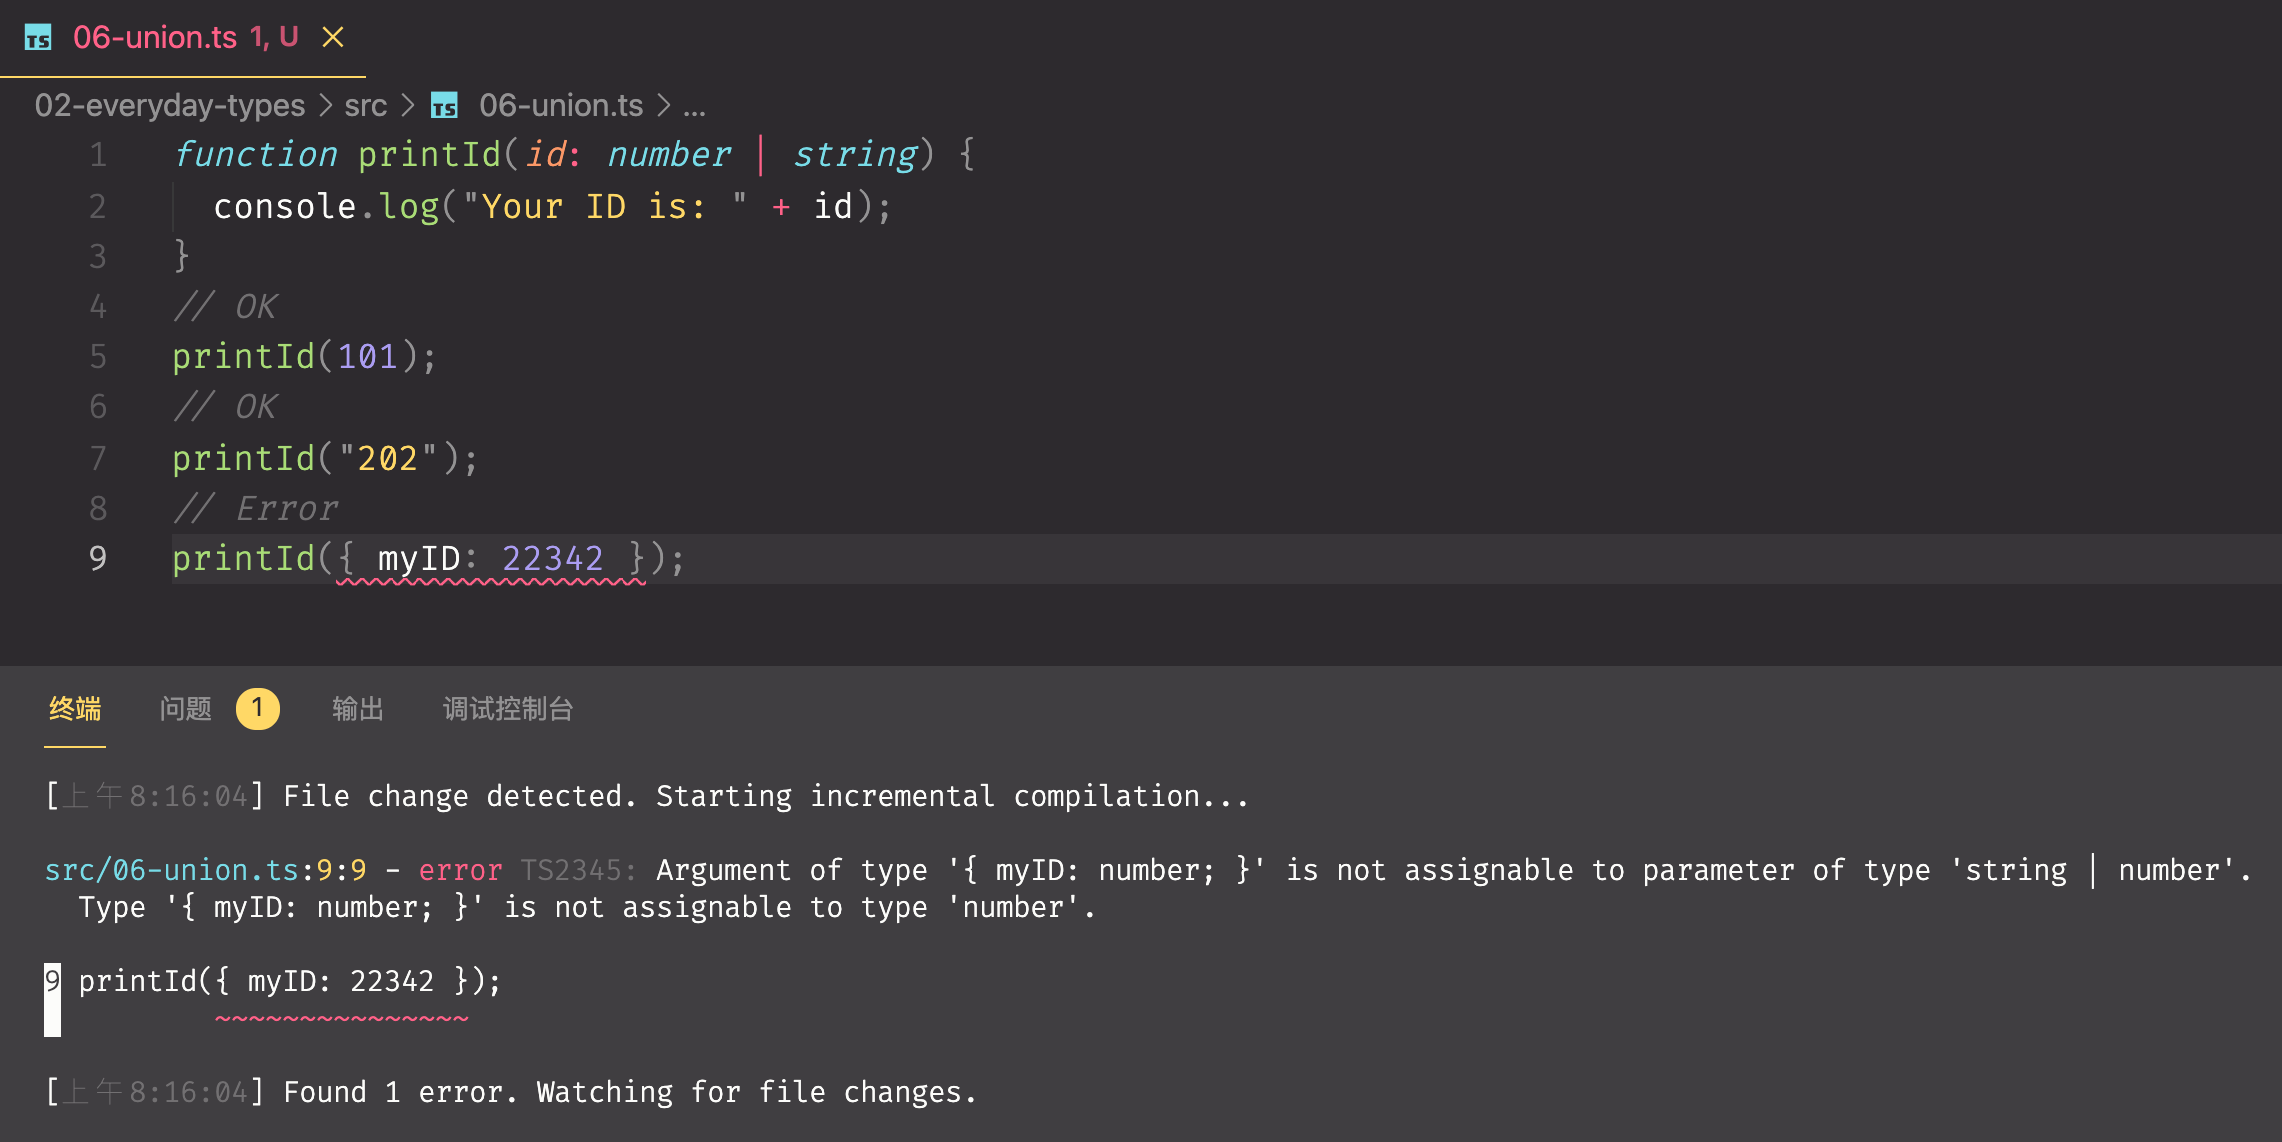 TS 06-union.ts 1, U
02-everyday-types > src > TS 06-union.ts > ...
1 function printId(id: number | string) {
2 console.log("Your ID is: " + id);
3 }
4 // OK
5 printId(101);
6 // OK
7 printId("202");
8 // Error
9 printId({ myID: 22342 });
终端 问题 1 输出 调试控制台
[上午8:16:04] File change detected. Starting incremental compilation...
src/06-union.ts:9:9 - error TS2345: Argument of type '{ myID: number; }' is not assignable to parameter of type 'string | number'.
Type '{ myID: number; }' is not assignable to type 'number'.
9 printId({ myID: 22342 });
~~~~~~~~~~~~~~~
[上午8:16:04] Found 1 error. Watching for file changes.